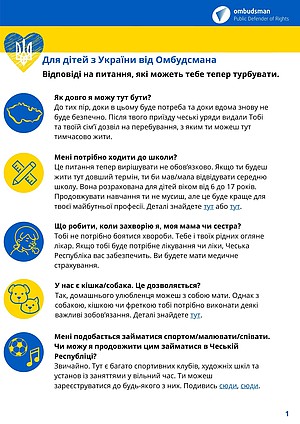 ombudsman
Public Defender of Rights
Для дітей з України від Омбудсмана
Відповіді на питання, які можеть тебе тепер турбувати.
Як довго я можу тут бути?
До тих пір, доки в цьому буде потреба та доки вдома знову не
буде безпечно. Після твого приїзду чеські уряди видали Тобі
та твоїй сім'ї дозвіл на перебування, з яким ти можеш тут
тимчасово жити.
Мені потрібно ходити до школи?
Це питання тепер вирішувати не обов'язково. Якщо ти будеш
жити тут довший термін, ти би мав/мала відвідувати середню
школу. Вона розрахована для дітей віком від 6 до 17 років.
Продовжувати навчання ти не мусиш, але це буде краще для
твоєї майбутньої професії. Деталі знайдете тут або тут.
Що робити, коли захворію я, моя мама чи сестра?
Тобі не потрібно боятися хвороби. Тебе і твоїх рідних огляне
лікар. Якщо тобі буде потрібне лікування чи ліки, Чеська
Республіка вас забезпечить. Ви будете мати медичне
страхування.
У нас є кішка/собака. Це дозволяється?
Так, домашнього улюбленця можеш з собою мати. Однак з
собакою, кішкою чи фреткою тобі потрібно виконати деякі
важливі зобов'язання. Деталі знайдете тут.
Мені подобається займатися спортом/малювати/співати.
Чи можу я продовжити цим займатися в Чеській
Республіці?
Звичайно. Тут є багато спортивних клубів, художніх шкіл та
установ із заняттями у вільний час. Ти можеш
зареєструватися до будь-якого з них. Подивись сюди, сюди.
1